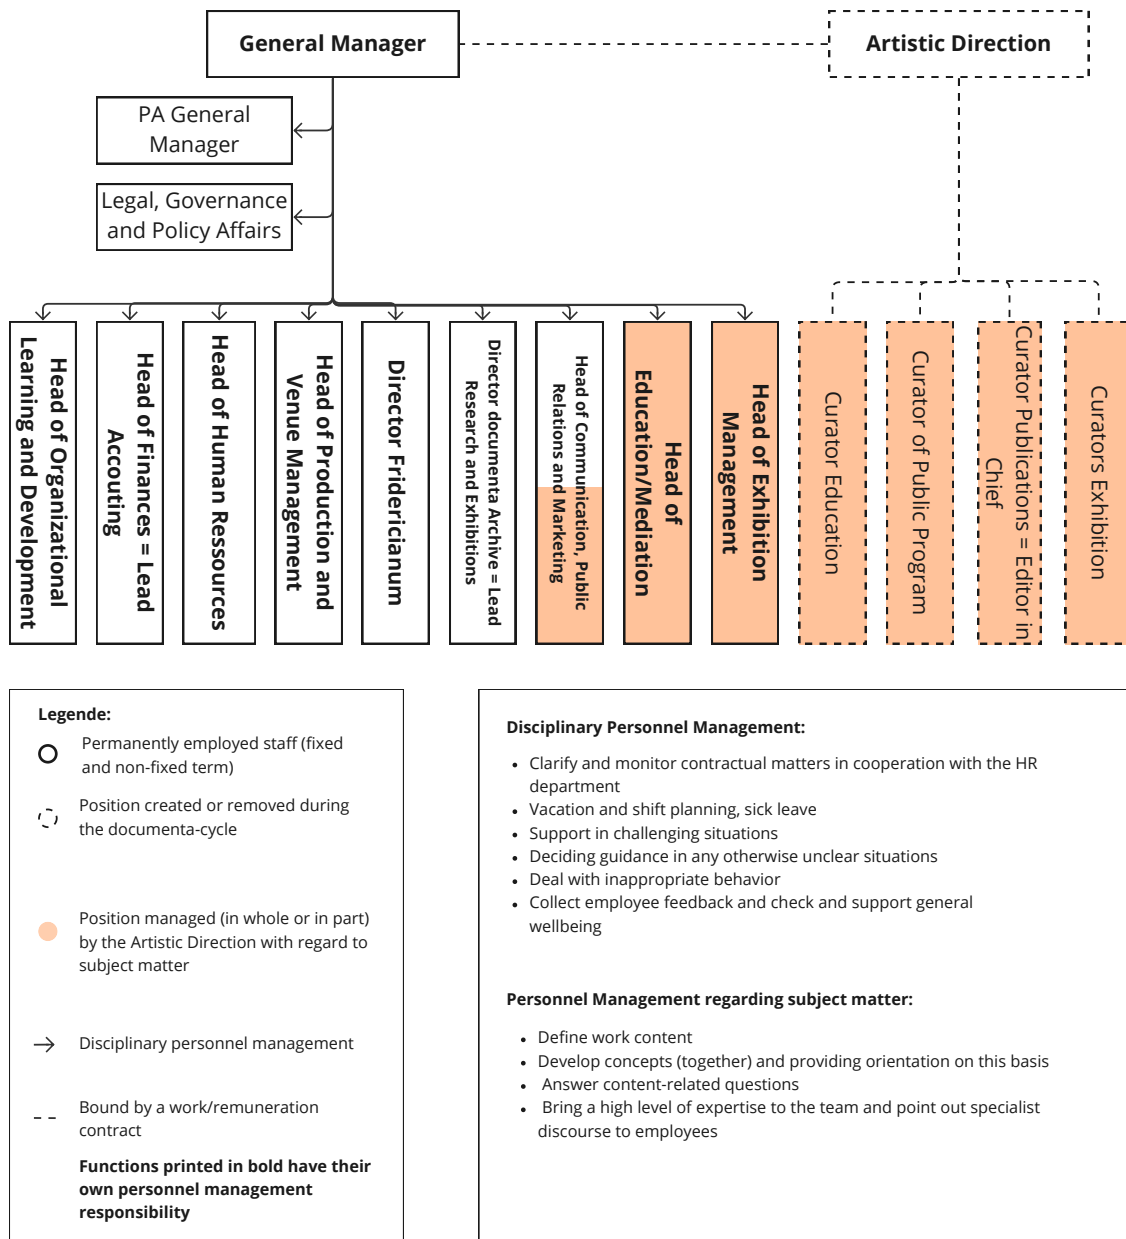 General Manager
Artistic Direction
PA General
Manager
Legal, Governance
and Policy Affairs
Head of Organizational
Learning and Development
Head of Finances = Lead
Accouting
Head of Human Ressources
Head of Production and
Venue Management
Director Fridericianum
Director documenta Archive = Lead
Research and Exhibitions
Head of Communication, Public
Relations and Marketing
Head of
Education/Mediation
Head of Exhibition
Management
Curator Education
Curator of Public Program
Curator Publications = Editor in
Chief
Curators Exhibition
Legende:
Permanently employed staff (fixed
and non-fixed term)
Position created or removed during
the documenta-cycle
Position managed (in whole or in part)
by the Artistic Direction with regard to
subject matter
Disciplinary personnel management
Bound by a work/remuneration
contract
Functions printed in bold have their
own personnel management
responsibility
Disciplinary Personnel Management:
• Clarify and monitor contractual matters in cooperation with the HR
department
• Vacation and shift planning, sick leave
• Support in challenging situations
• Deciding guidance in any otherwise unclear situations
• Deal with inappropriate behavior
• Collect employee feedback and check and support general
wellbeing
Personnel Management regarding subject matter:
• Define work content
• Develop concepts (together) and providing orientation on this basis
• Answer content-related questions
• Bring a high level of expertise to the team and point out specialist
discourse to employees